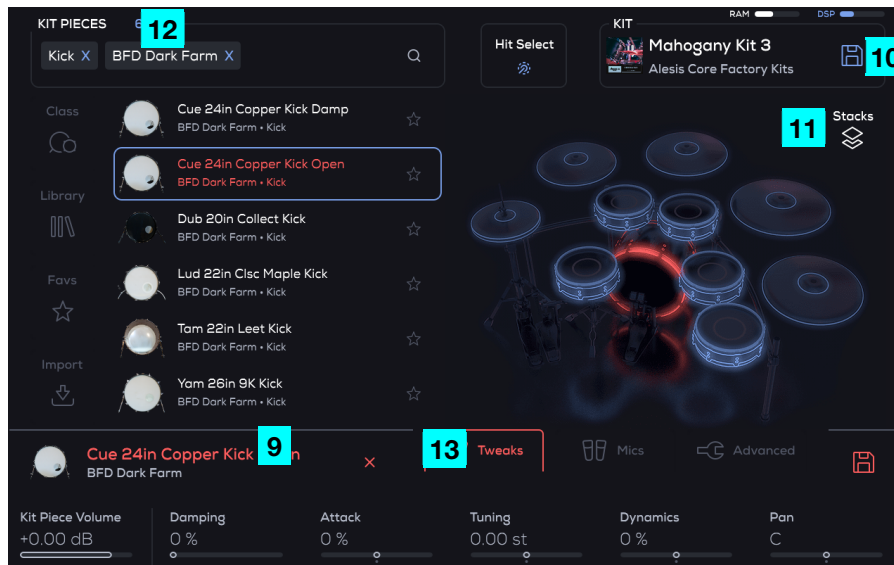 KIT PIECES 6 12
Kick X BFD Dark Farm X
Hit Select
RAM DSP
KIT
Mahogany Kit 3
Alesis Core Factory Kits
10
11
Stacks
Class
Library
Favs
Import
Cue 24in Copper Kick Damp
BFD Dark Farm • Kick
Cue 24in Copper Kick Open
BFD Dark Farm • Kick
Dub 20in Collect Kick
BFD Dark Farm • Kick
Lud 22in Clsc Maple Kick
BFD Dark Farm • Kick
Tam 22in Leet Kick
BFD Dark Farm • Kick
Yam 26in 9K Kick
BFD Dark Farm • Kick
Cue 24in Copper Kick 9 n
BFD Dark Farm
13 Tweaks
Mics
Advanced
Kit Piece Volume
+0.00 dB
Damping
0 %
Attack
0 %
Tuning
0.00 st
Dynamics
0 %
Pan
C